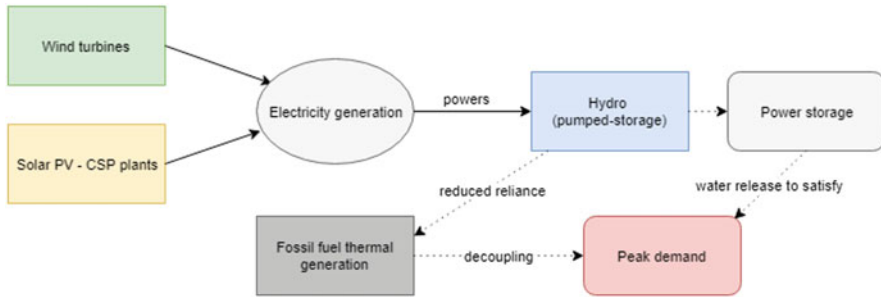 Wind turbines
Electricity generation
powers
Hydro
(pumped-storage)
Power storage
Solar PV - CSP plants
reduced reliance
water release to satisfy
Fossil fuel thermal
generation
decoupling
Peak demand